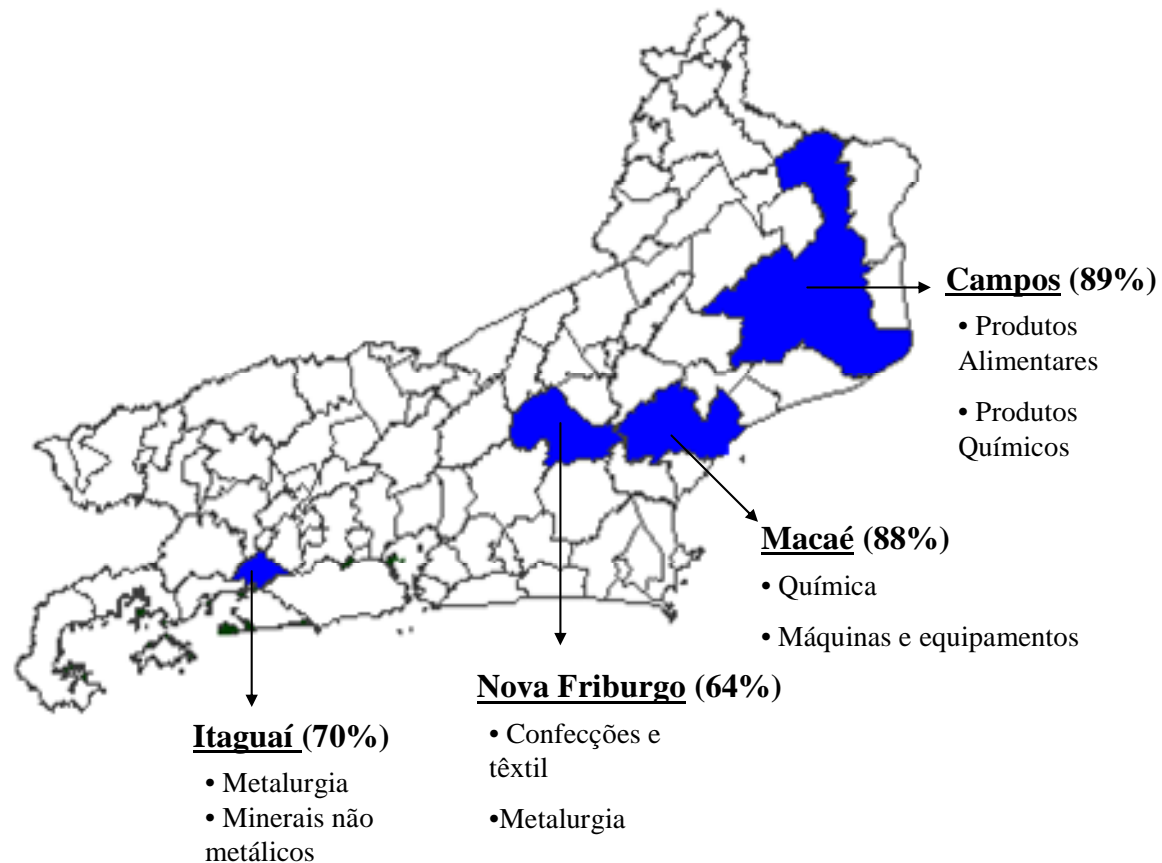 Campos (89%)
• Produtos
Alimentares
• Produtos
Químicos
Macaé (88%)
• Química
• Máquinas e equipamentos
Nova Friburgo (64%)
• Confecções e
têxtil
•Metalurgia
Itaguaí (70%)
• Metalurgia
• Minerais não
metálicos